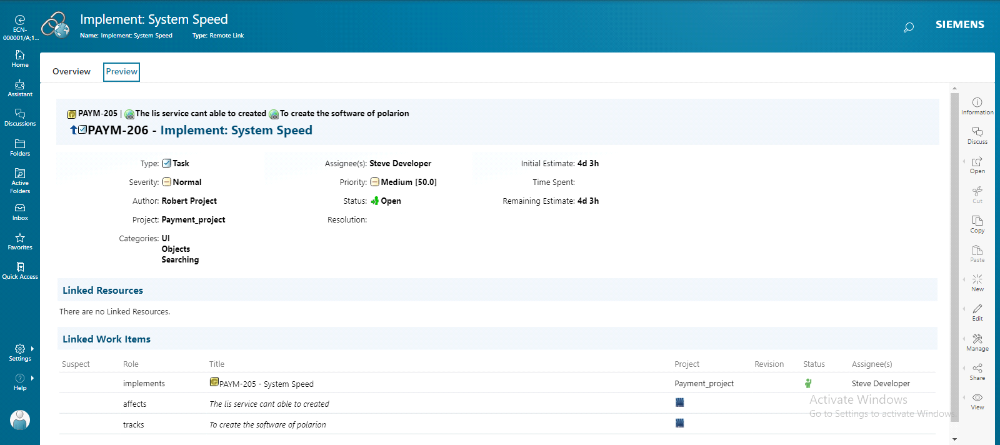 Implement: System Speed
Name: Implement: System Speed Type: Remote Link
SIEMENS
ECN-
000001/A;1...
Home
Assistant
Discussions
Folders
Active
Folders
Inbox
Favorites
Quick Access
Settings
Help
Overview Preview
PAYM-205 | The lis service cant able to created To create the software of polarion
PAYM-206 - Implement: System Speed
Type: Task Assignee(s): Steve Developer Initial Estimate: 4d 3h
Severity: Normal Priority: Medium [50.0] Time Spent:
Author: Robert Project Status: Open Remaining Estimate: 4d 3h
Project: Payment_project Resolution:
Categories: UI
Objects
Searching
Linked Resources
There are no Linked Resources.
Linked Work Items
Suspect Role Title Project Revision Status Assignee(s)
implements PAYM-205 - System Speed Payment_project Steve Developer
affects The lis service cant able to created
tracks To create the software of polarion
Activate Windows
Go to Settings to activate Windows.
Information
Discuss
Open
Cut
Copy
Paste
New
Edit
Manage
Share
View